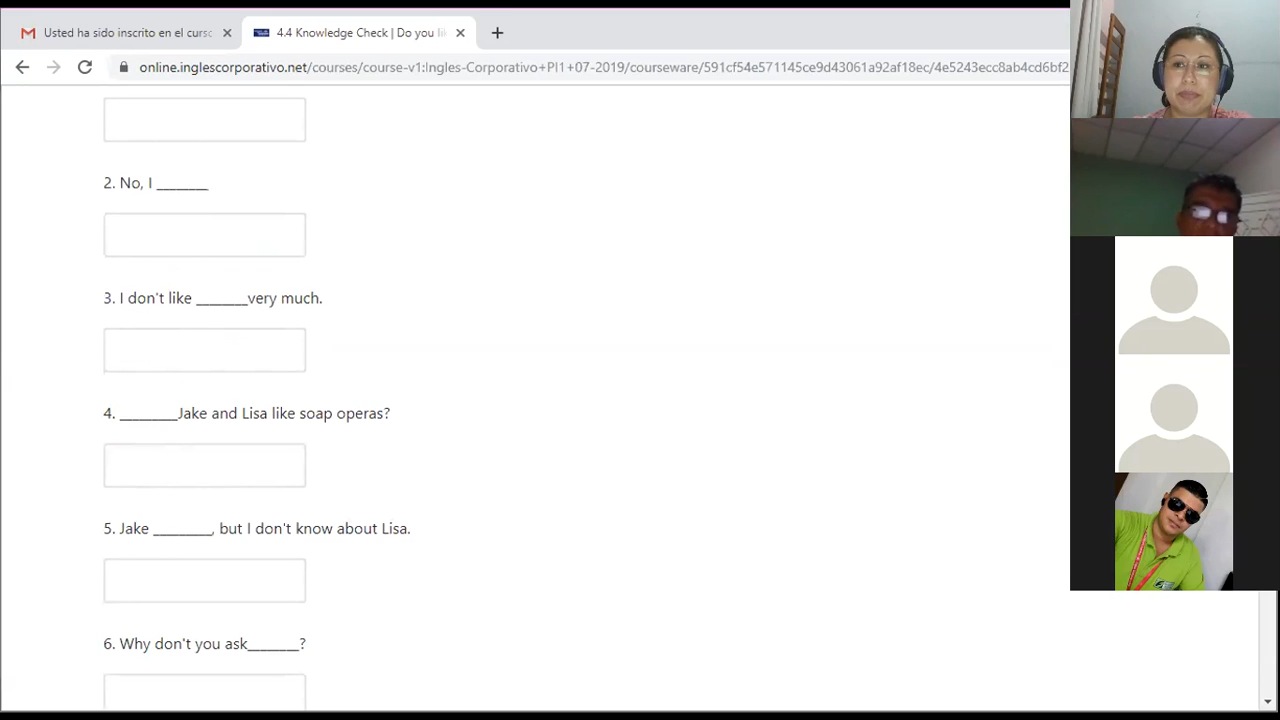 Usted ha sido inscrito en el curso
4.4 Knowledge Check | Do you li
online.inglescorporativo.net/courses/course-v1:Ingles-Corporativo+PI1+07-2019/courseware/591cf54e571145ce9d43061a92af18ec/4e5243ecc8ab4cd6bf2
2. No, I _______
3. I don't like _______very much.
4. ________Jake and Lisa like soap operas?
5. Jake ________, but I don't know about Lisa.
6. Why don't you ask_______?